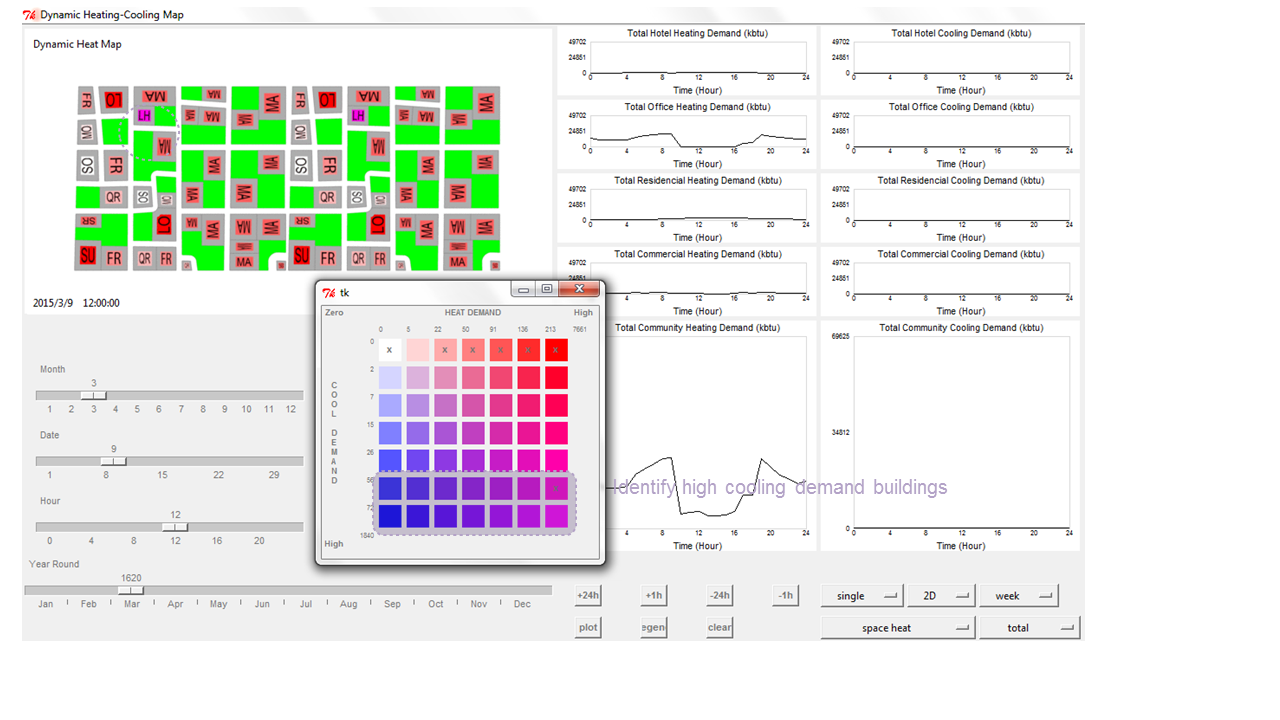 Dynamic Heating-Cooling Map
Dynamic Heat Map
FR LO MA MA MA FR LO MA MA MA
LH MA MA MA LH MA MA MA
MA MA
OS FR MA MA OS FR MA MA
QR SO MA MA QR SO MA MA
SR LO MA MA MA MA SR LO MA MA MA
SU FR QR FR MA SU FR QR FR MA
2015/3/9 12:00:00
Month
3
1 2 3 4 5 6 7 8 9 10 11 12
Date
9
1 8 15 22 29
Hour
12
0 4 8 12 16 20
Year Round
1620
Jan Feb Mar Apr May Jun Jul Aug Sep Oct Nov Dec
Total Hotel Heating Demand (kbtu)
49702
24851
0
0 4 8 12 16 20 24
Time (Hour)
Total Hotel Cooling Demand (kbtu)
49702
24851
0
0 4 8 12 16 20 24
Time (Hour)
Total Office Heating Demand (kbtu)
49702
24851
0
0 4 8 12 16 20 24
Time (Hour)
Total Office Cooling Demand (kbtu)
49702
24851
0
0 4 8 12 16 20 24
Time (Hour)
Total Residencial Heating Demand (kbtu)
49702
24851
0
0 4 8 12 16 20 24
Time (Hour)
Total Residencial Cooling Demand (kbtu)
49702
24851
0
0 4 8 12 16 20 24
Time (Hour)
Total Commercial Heating Demand (kbtu)
49702
24851
4 8 12 16 20 24
Time (Hour)
Total Commercial Cooling Demand (kbtu)
49702
24851
0
0 4 8 12 16 20 24
Time (Hour)
Total Community Heating Demand (kbtu)
4 8 12 16 20 24
Time (Hour)
Total Community Cooling Demand (kbtu)
69625
34812
0
0 4 8 12 16 20 24
Time (Hour)
tk
Zero HEAT DEMAND High
0 5 22 50 91 136 213 7661
0
2
7
15
26
1840
x x x x x x
x
COOL DEMAND
High
Identify high cooling demand buildings
+24h +1h -24h -1h
plot egen clear
single 2D week
space heat total